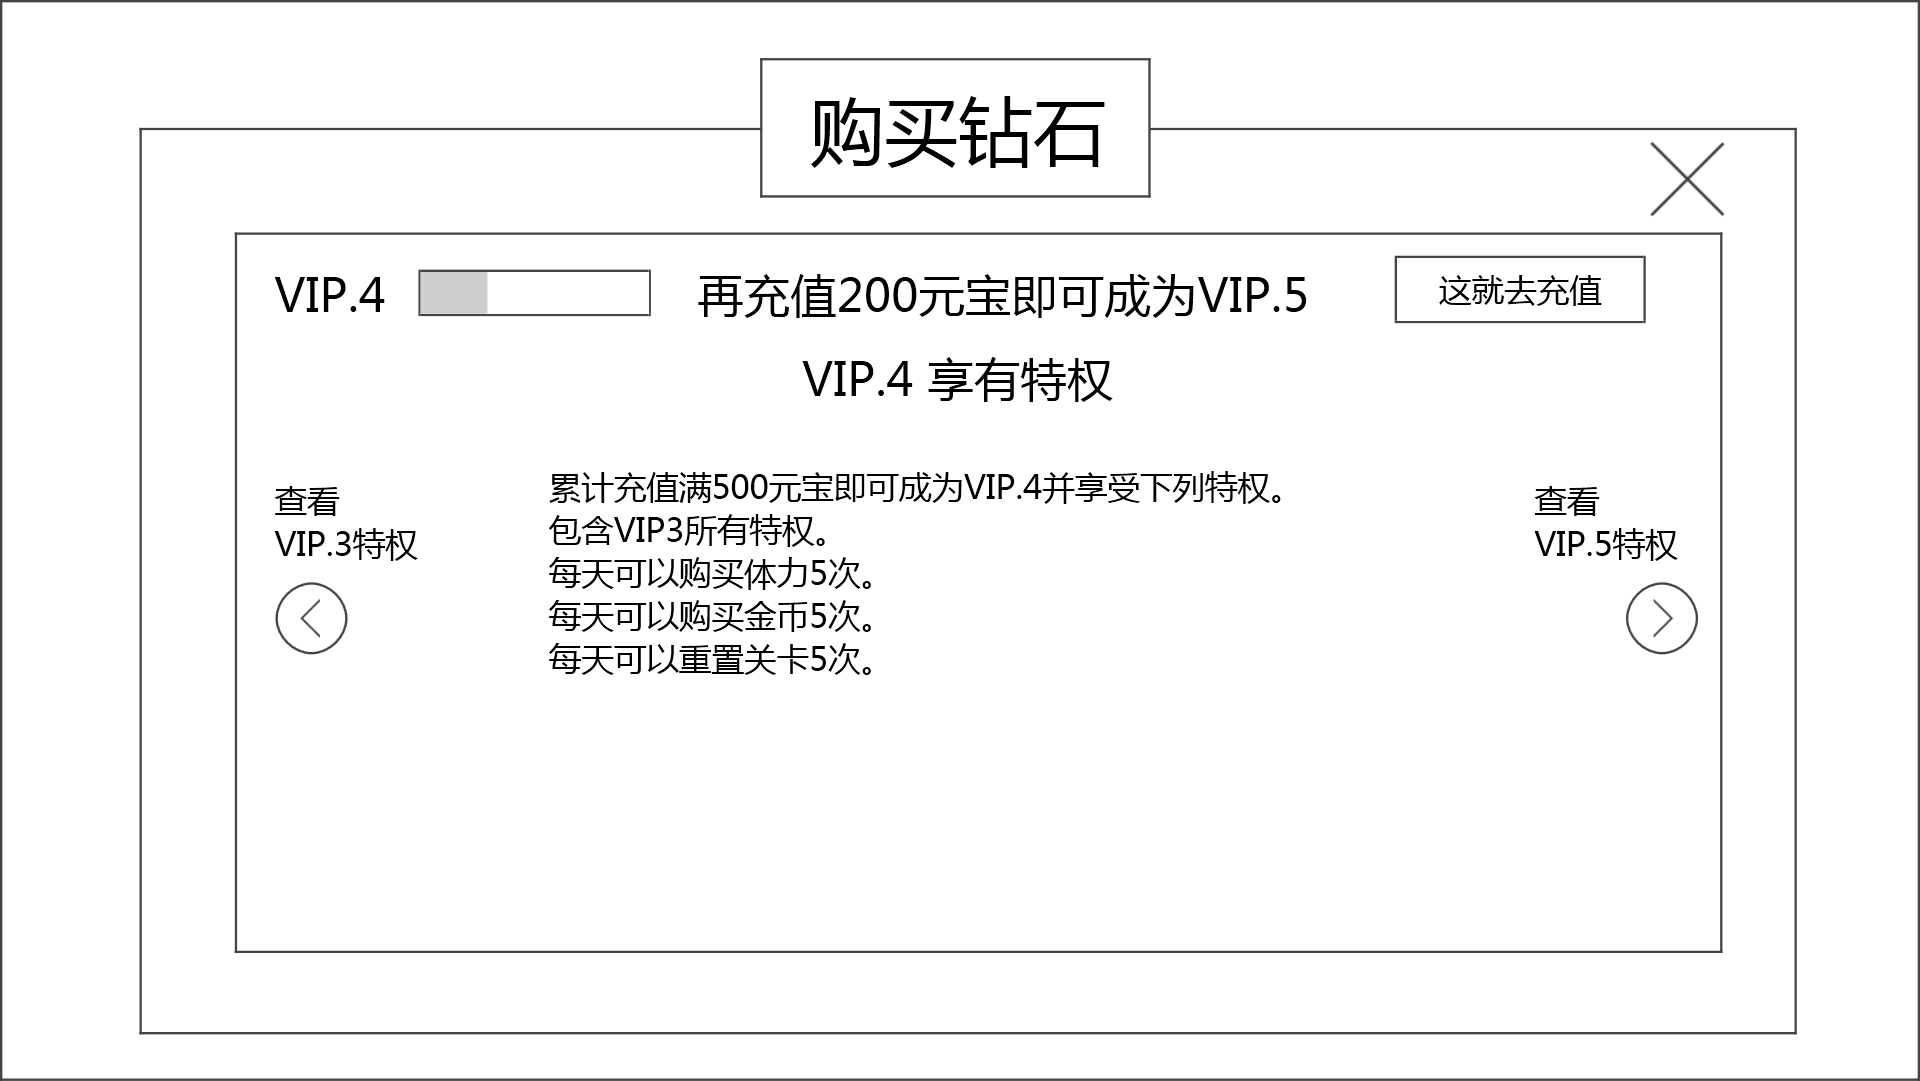 购买钻石
VIP.4
再充值200元宝即可成为VIP.5
这就去充值
VIP.4 享有特权
查看
VIP.3特权
累计充值满500元宝即可成为VIP.4并享受下列特权。
包含VIP3所有特权。
每天可以购买体力5次。
每天可以购买金币5次。
每天可以重置关卡5次。
查看
VIP.5特权